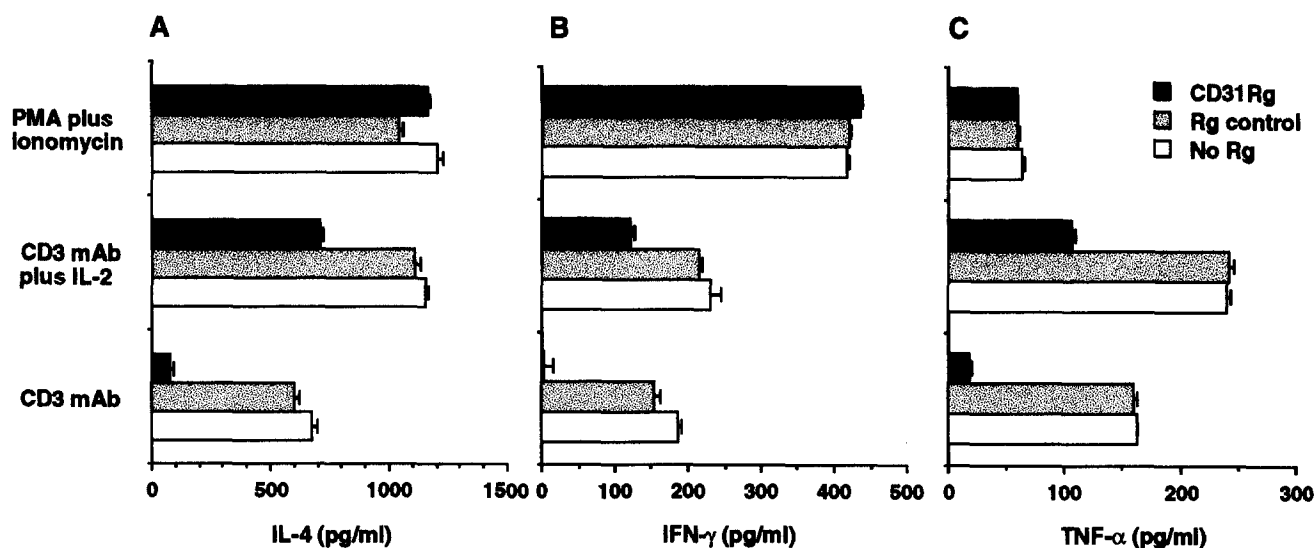 A
B
C
PMA plus
ionomycin
CD3 mAb
plus IL-2
CD3 mAb
CD31Rg
Rg control
No Rg
0 500 1000 1500
0 100 200 300 400 500
0 100 200 300
IL-4 (pg/ml)
IFN-γ (pg/ml)
TNF-α (pg/ml)